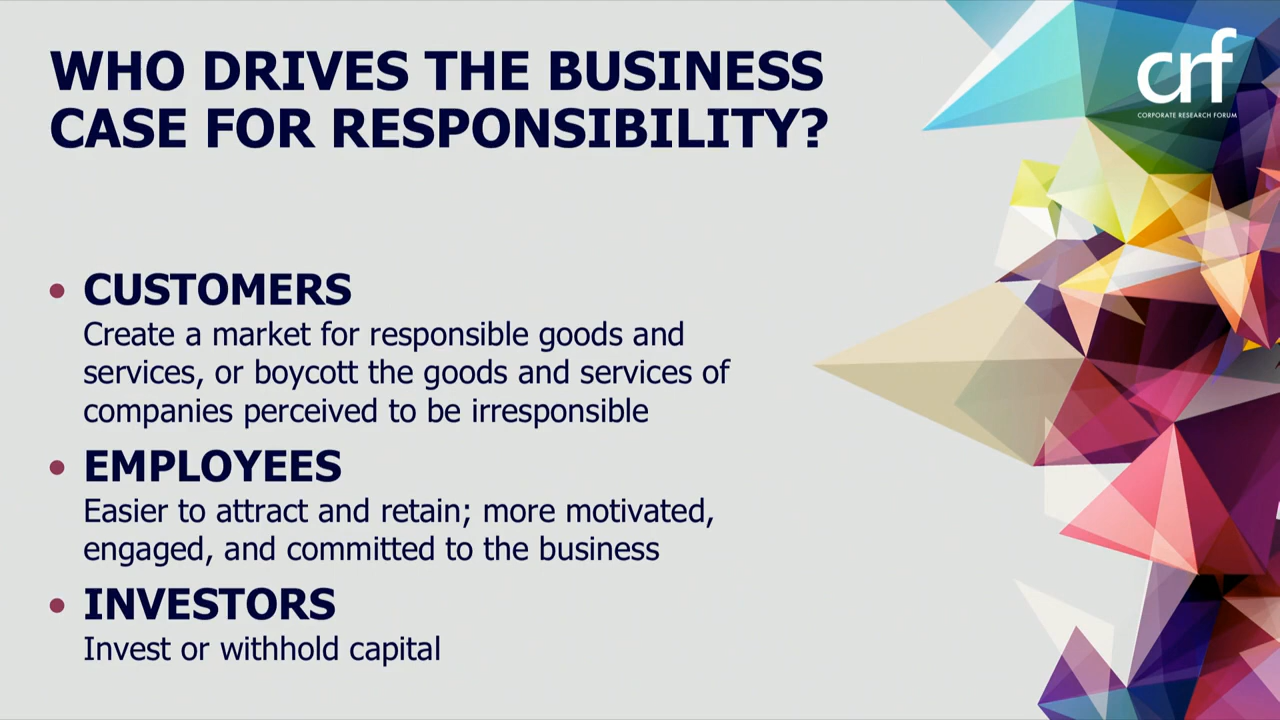 WHO DRIVES THE BUSINESS
CASE FOR RESPONSIBILITY?
crf
CORPORATE RESEARCH FORUM
• CUSTOMERS
Create a market for responsible goods and
services, or boycott the goods and services of
companies perceived to be irresponsible
• EMPLOYEES
Easier to attract and retain; more motivated,
engaged, and committed to the business
• INVESTORS
Invest or withhold capital